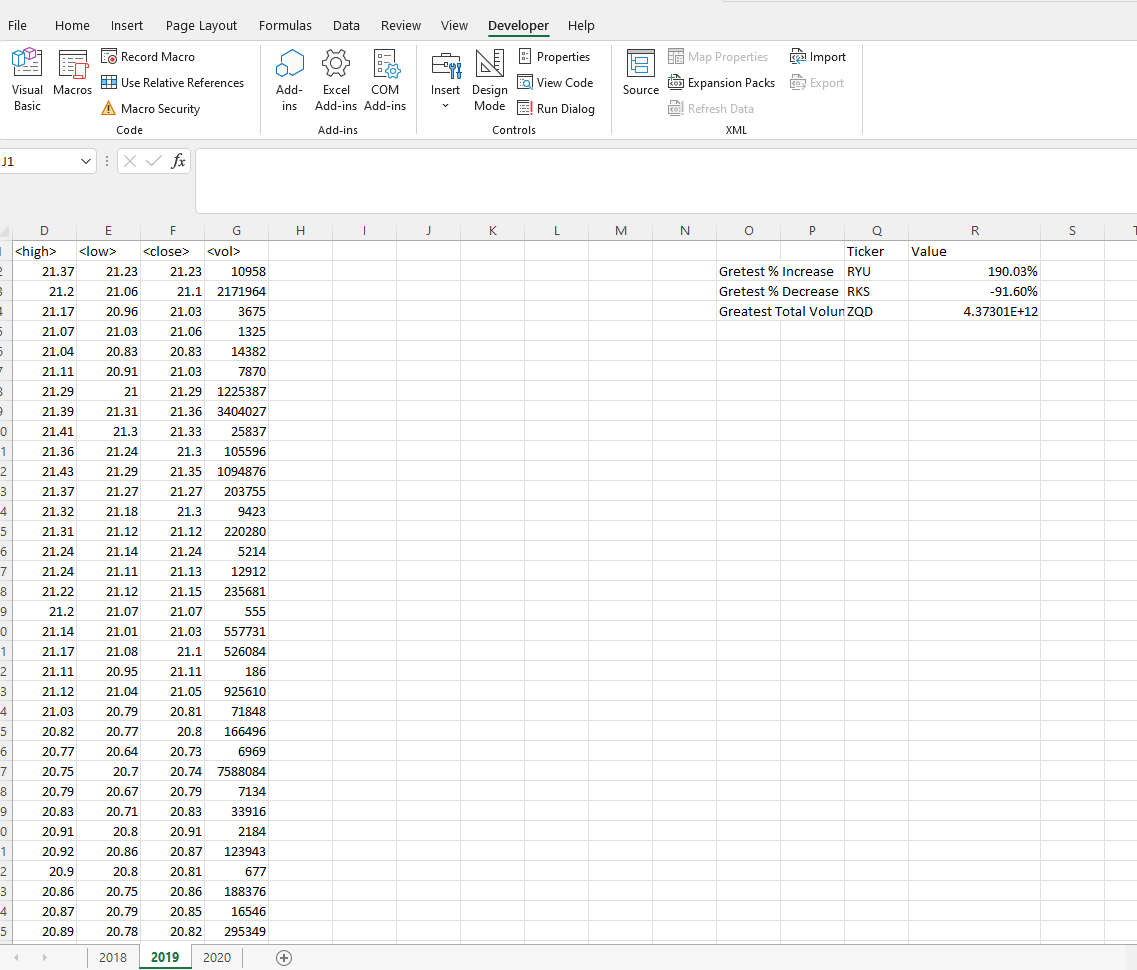 File Home Insert Page Layout Formulas Data Review View Developer Help
Visual Basic Macros Record Macro Use Relative References Macro Security
Code
Add-ins Excel Add-ins COM Add-ins
Add-ins
Insert Design Mode Properties View Code Run Dialog
Controls
Source Map Properties Expansion Packs Refresh Data Import Export
XML
J1 fx
D E F G H I J K L M N O P Q R S T
<high> <low> <close> <vol> Ticker Value
21.37 21.23 21.23 10958 Gretest % Increase RYU 190.03%
21.2 21.06 21.1 2171964 Gretest % Decrease RKS -91.60%
21.17 20.96 21.03 3675 Greatest Total Volun ZQD 4.37301E+12
21.07 21.03 21.06 1325
21.04 20.83 20.83 14382
21.11 20.91 21.03 7870
21.29 21 21.29 1225387
21.39 21.31 21.36 3404027
21.41 21.3 21.33 25837
21.36 21.24 21.3 105596
21.43 21.29 21.35 1094876
21.37 21.27 21.27 203755
21.32 21.18 21.3 9423
21.31 21.12 21.12 220280
21.24 21.14 21.24 5214
21.24 21.11 21.13 12912
21.22 21.12 21.15 235681
21.2 21.07 21.07 555
21.14 21.01 21.03 557731
21.17 21.08 21.1 526084
21.11 20.95 21.11 186
21.12 21.04 21.05 925610
21.03 20.79 20.81 71848
20.82 20.77 20.8 166496
20.77 20.64 20.73 6969
20.75 20.7 20.74 7588084
20.79 20.67 20.79 7134
20.83 20.71 20.83 33916
20.91 20.8 20.91 2184
20.92 20.86 20.87 123943
20.9 20.8 20.81 677
20.86 20.75 20.86 188376
20.87 20.79 20.85 16546
20.89 20.78 20.82 295349
2018 2019 2020